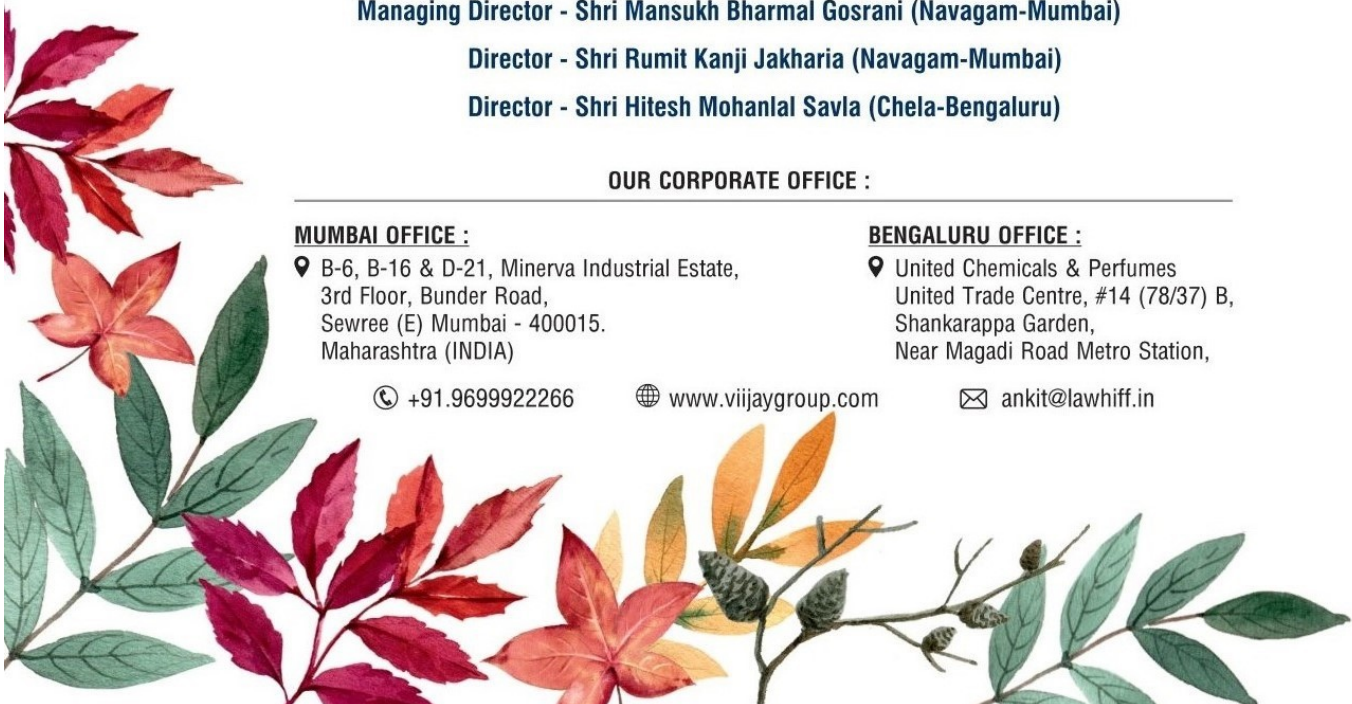 Managing Director - Shri Mansukh Bharmal Gosrani (Navagam-Mumbai)
Director - Shri Rumit Kanji Jakharia (Navagam-Mumbai)
Director - Shri Hitesh Mohanlal Savla (Chela-Bengaluru)
OUR CORPORATE OFFICE :
MUMBAI OFFICE :
B-6, B-16 & D-21, Minerva Industrial Estate,
3rd Floor, Bunder Road,
Sewree (E) Mumbai - 400015.
Maharashtra (INDIA)
BENGALURU OFFICE :
United Chemicals & Perfumes
United Trade Centre, #14 (78/37) B,
Shankarappa Garden,
Near Magadi Road Metro Station,
+91.9699922266
www.viijaygroup.com
ankit@lawhiff.in